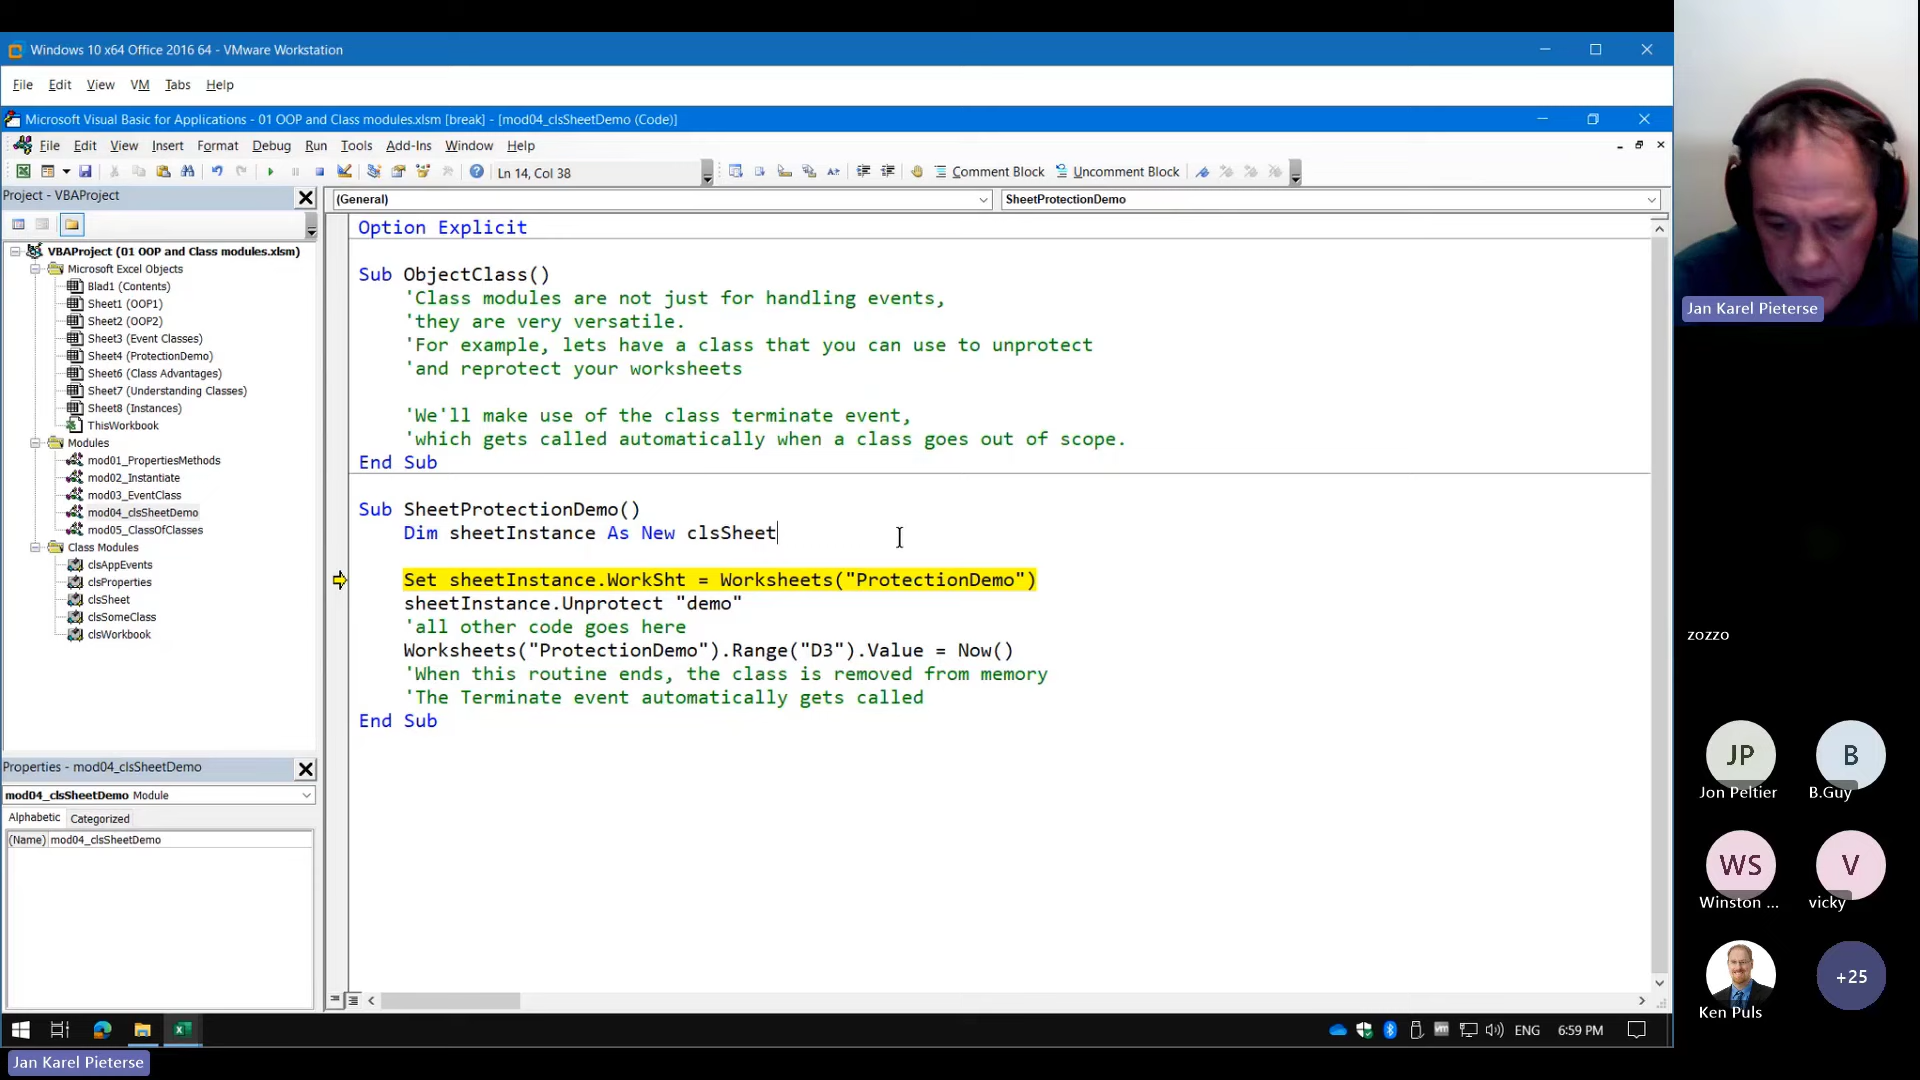 Windows 10 x64 Office 2016 64 - VMware Workstation
File Edit View VM Tabs Help
Microsoft Visual Basic for Applications - 01 OOP and Class modules.xlsm [break] - [mod04_clsSheetDemo (Code)]
File Edit View Insert Format Debug Run Tools Add-Ins Window Help
Ln 14, Col 38 Comment Block Uncomment Block
Project - VBAProject
(General) SheetProtectionDemo
VBAProject (01 OOP and Class modules.xlsm)
Microsoft Excel Objects
Blad1 (Contents)
Sheet1 (OOP1)
Sheet2 (OOP2)
Sheet3 (Event Classes)
Sheet4 (ProtectionDemo)
Sheet6 (Class Advantages)
Sheet7 (Understanding Classes)
Sheet8 (Instances)
ThisWorkbook
Modules
mod01_PropertiesMethods
mod02_Instantiate
mod03_EventClass
mod04_clsSheetDemo
mod05_ClassOfClasses
Class Modules
clsAppEvents
clsProperties
clsSheet
clsSomeClass
clsWorkbook
Properties - mod04_clsSheetDemo
mod04_clsSheetDemo Module
Alphabetic Categorized
(Name) mod04_clsSheetDemo
Option Explicit
Sub ObjectClass()
'Class modules are not just for handling events,
'they are very versatile.
'For example, lets have a class that you can use to unprotect
'and reprotect your worksheets
'We'll make use of the class terminate event,
'which gets called automatically when a class goes out of scope.
End Sub
Sub SheetProtectionDemo()
Dim sheetInstance As New clsSheet
Set sheetInstance.WorkSht = Worksheets("ProtectionDemo")
sheetInstance.Unprotect "demo"
'all other code goes here
Worksheets("ProtectionDemo").Range("D3").Value = Now()
'When this routine ends, the class is removed from memory
'The Terminate event automatically gets called
End Sub
ENG 6:59 PM
Jan Karel Pieterse
Jan Karel Pieterse
zozzo
JP
Jon Peltier
B
B.Guy
WS
Winston ...
V
vicky
Ken Puls
+25